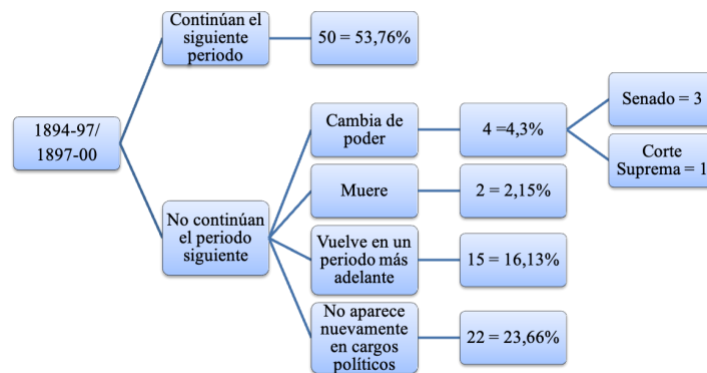 1894-97/
1897-00
Continúan el
siguiente
periodo
50 = 53,76%
No continúan
el periodo
siguiente
Cambia de
poder
4 =4,3%
Senado = 3
Corte
Suprema = 1
Muere
2 = 2,15%
Vuelve en un
periodo más
adelante
15 = 16,13%
No aparece
nuevamente
en cargos
políticos
22 = 23,66%